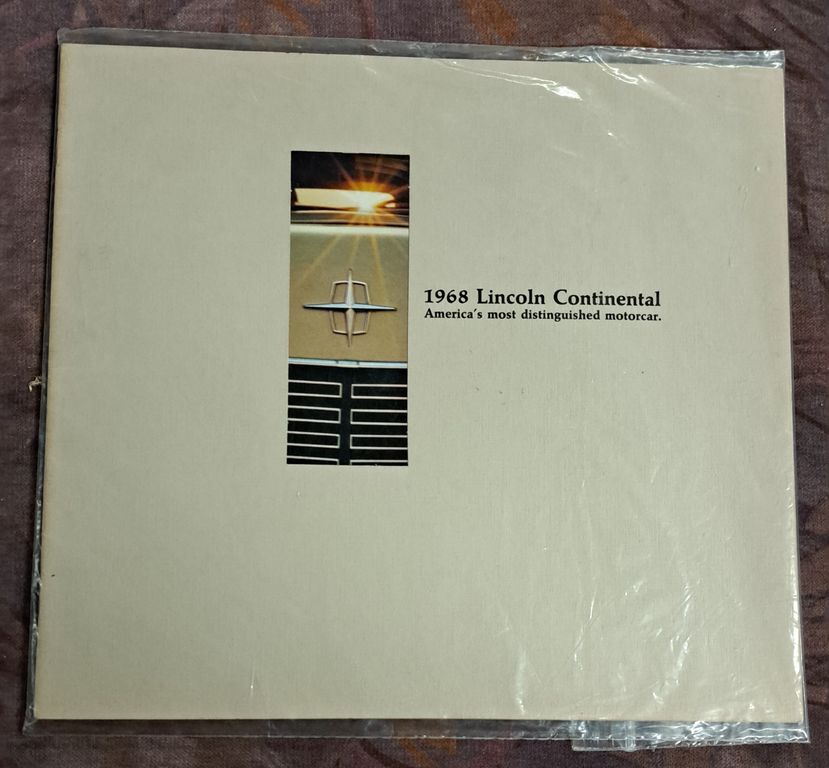 1968 Lincoln Continental
America's most distinguished motorcar.